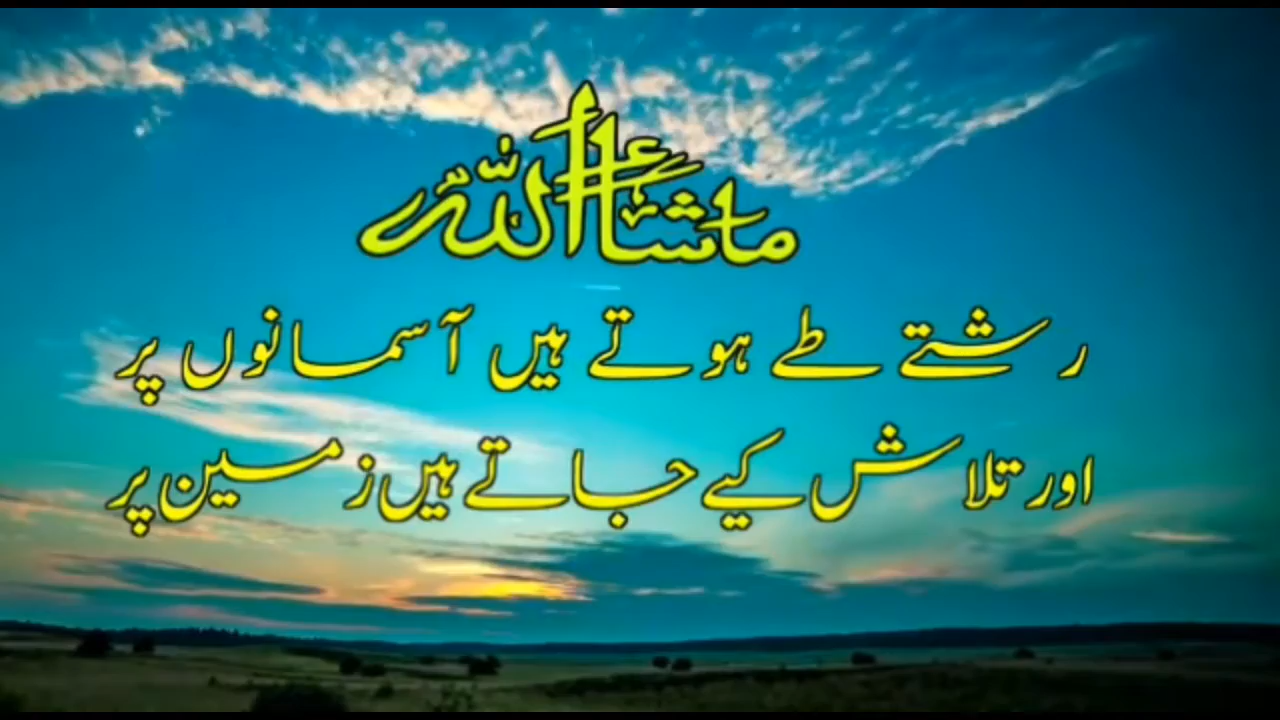 ماشاءاللہ
رشتے طے ہوتے ہیں آسمانوں پر
اور تلاش کیے جاتے ہیں زمین پر